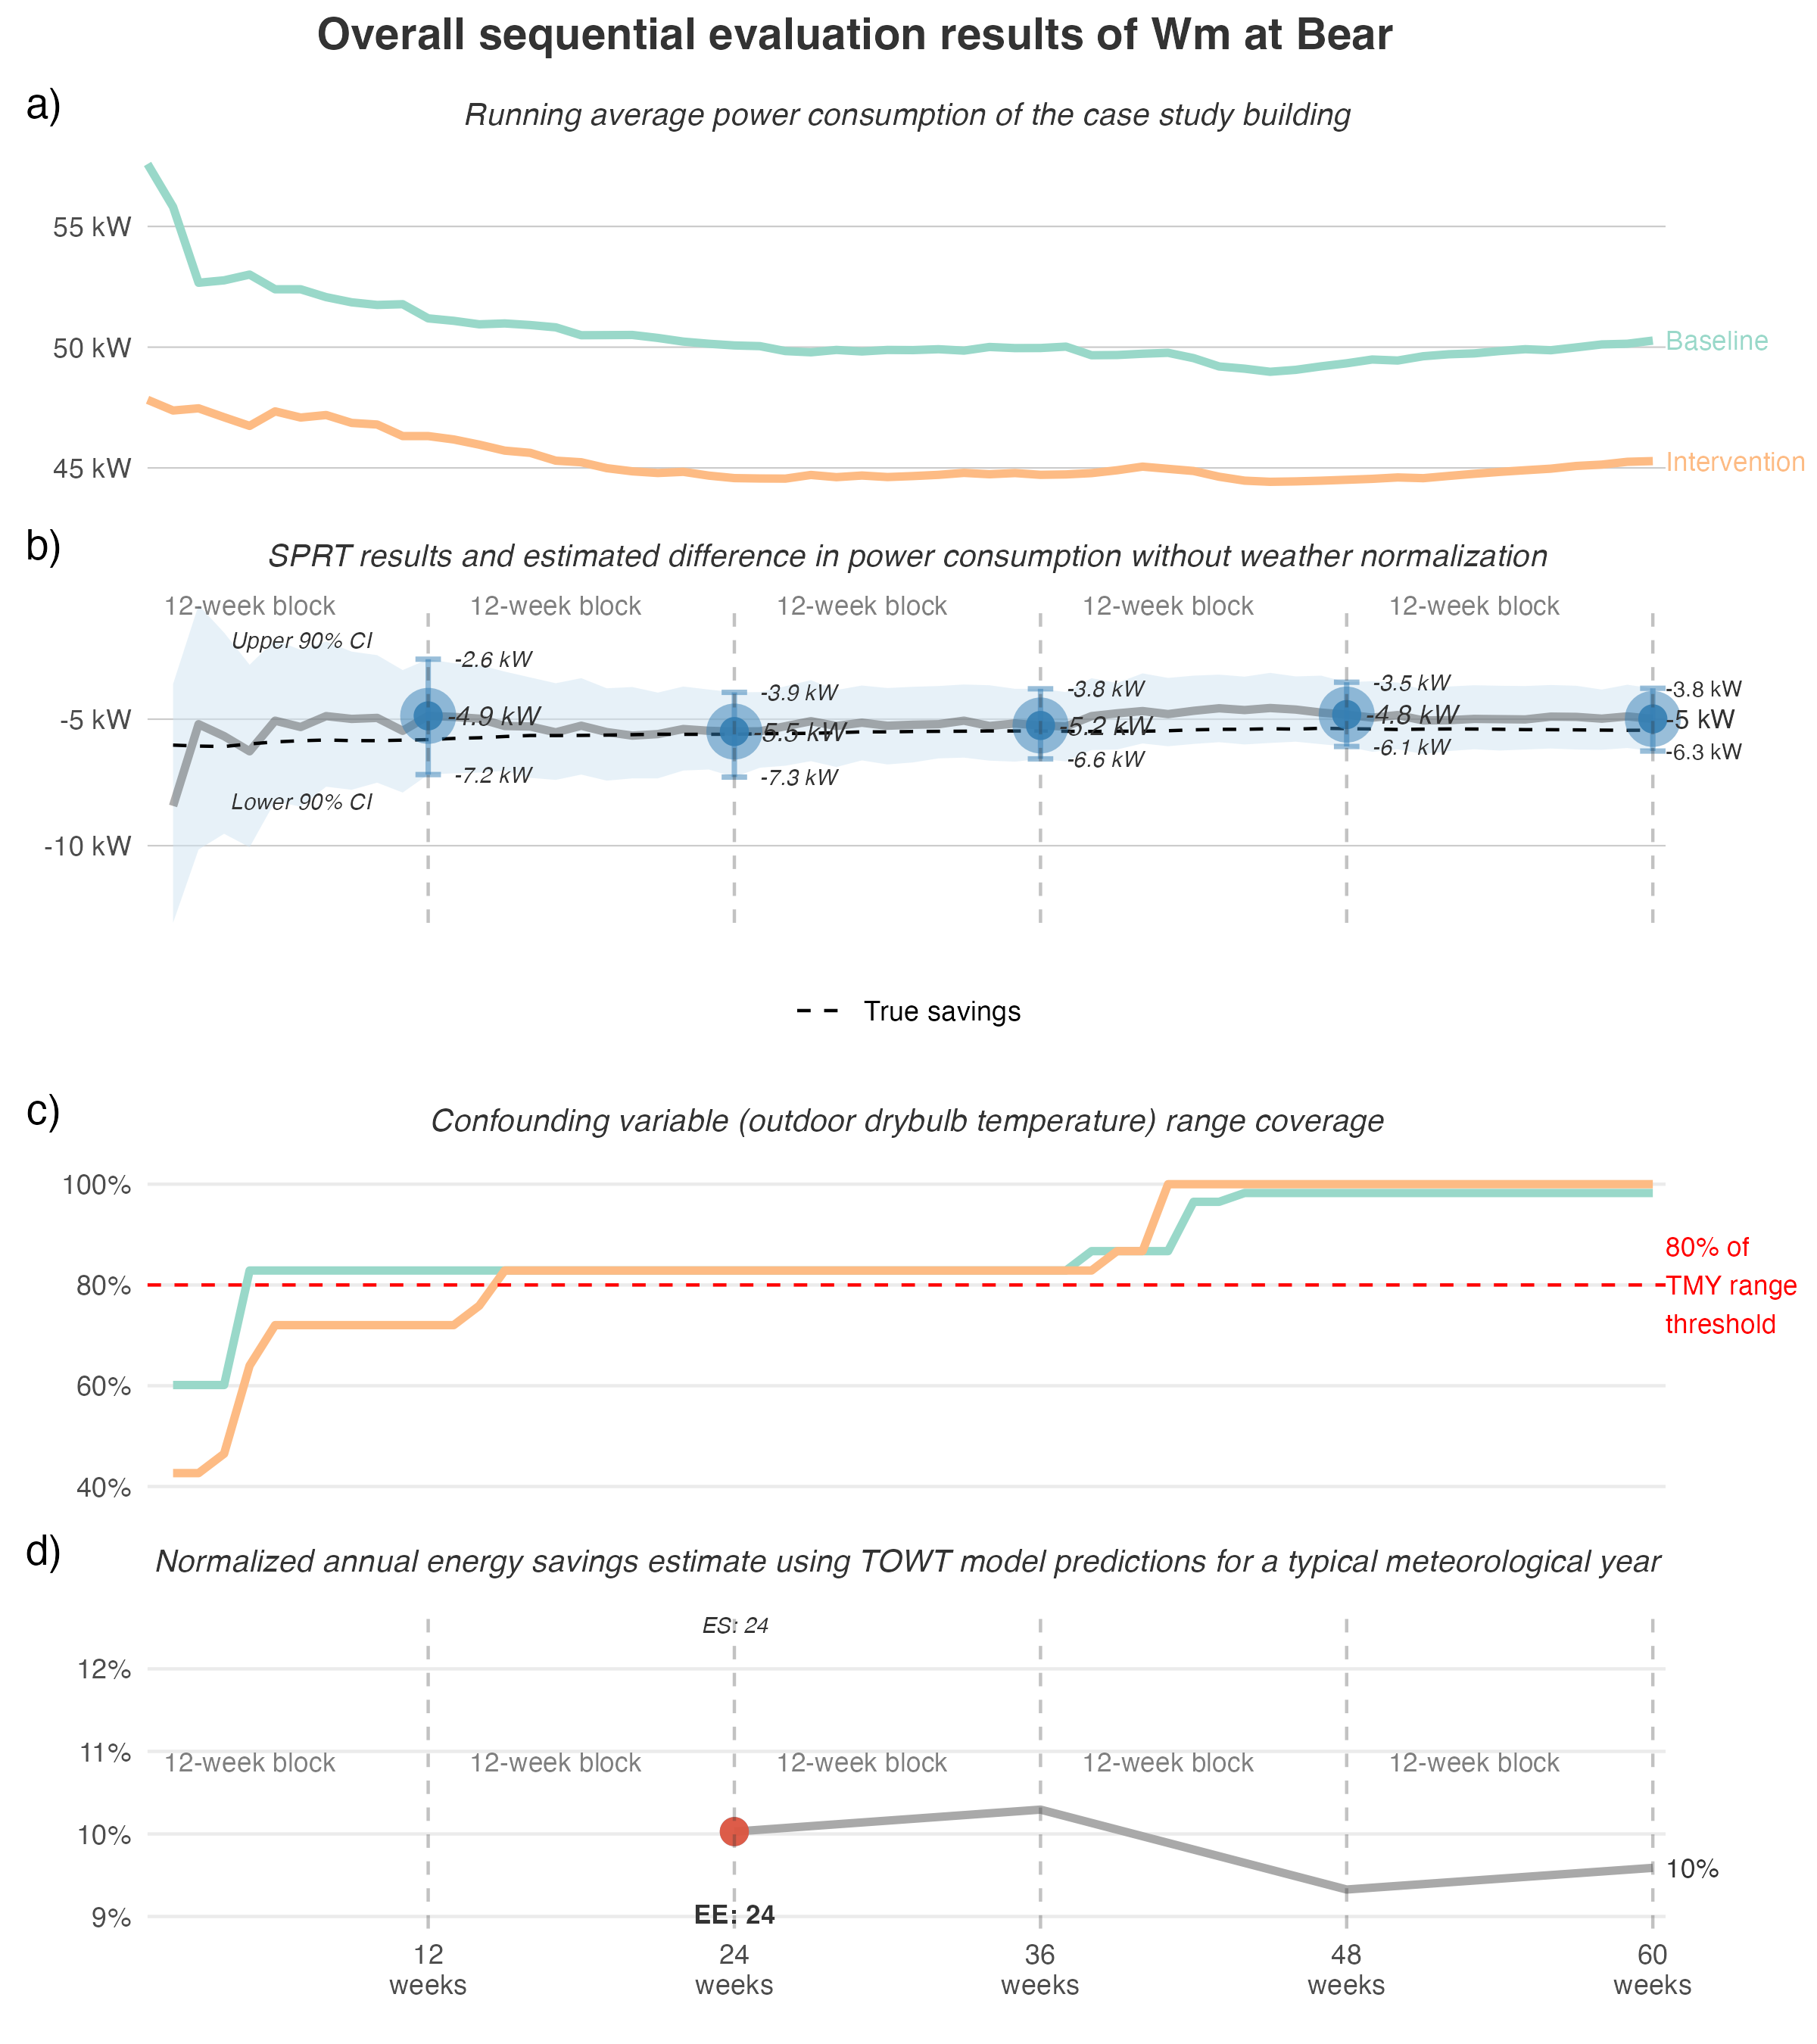 Overall sequential evaluation results of Wm at Bear
a)
Running average power consumption of the case study building
55 kW
50 kW
45 kW
Baseline
Intervention
b)
SPRT results and estimated difference in power consumption without weather normalization
12-week block 12-week block 12-week block 12-week block 12-week block
Upper 90% CI
Lower 90% CI
-5 kW
-10 kW
-2.6 kW
-4.9 kW
-7.2 kW
-3.9 kW
-5.5 kW
-7.3 kW
-3.8 kW
-5.2 kW
-6.6 kW
-3.5 kW
-4.8 kW
-6.1 kW
-3.8 kW
-5 kW
-6.3 kW
True savings
c)
Confounding variable (outdoor drybulb temperature) range coverage
100%
80%
60%
40%
80% of
TMY range
threshold
d)
Normalized annual energy savings estimate using TOWT model predictions for a typical meteorological year
ES: 24
12%
11%
10%
9%
12-week block 12-week block 12-week block 12-week block 12-week block
10%
EE: 24
12 24 36 48 60
weeks weeks weeks weeks weeks